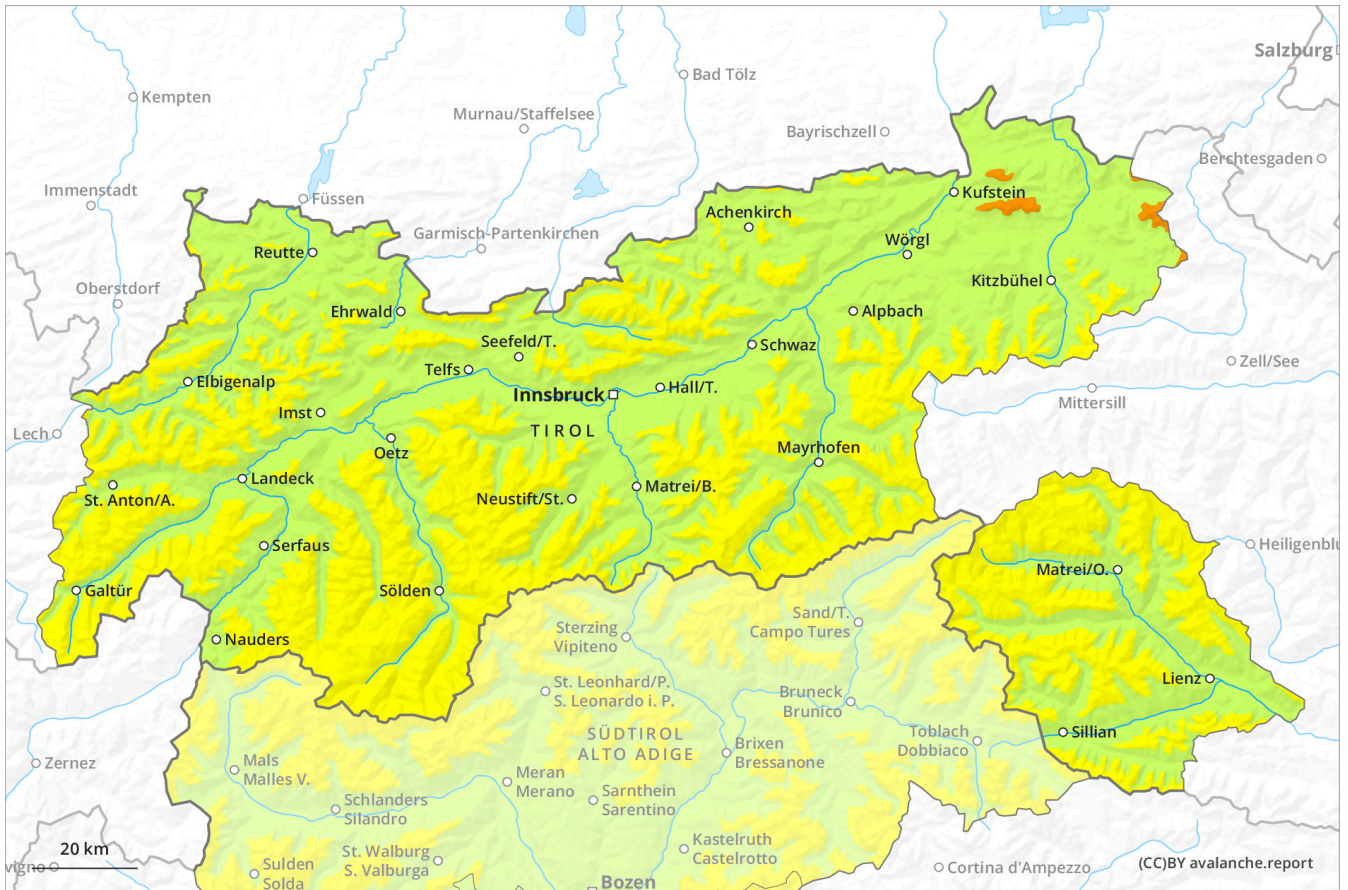 Salzburg
Bad Tölz
Kempten
Murnau/Staffelsee
Bayrischzell
Berchtesgaden
Immenstadt
Füssen
Kufstein
Achenkirch
Garmisch-Partenkirchen
Wörgl
Reutte
Kitzbühel
Oberstdorf
Ehrwald
Alpbach
Seefeld/T.
Schwaz
Zell/See
Telfs
Elbigenalp
Innsbruck
Hall/T.
Mittersill
Imst
TIROL
Lech
Oetz
Mayrhofen
Landeck
Matrei/B.
St. Anton/A.
Neustift/St.
Serfaus
Heiligenblu
Matrei/O.
Galtür
Sölden
Sand/T.
Campo Tures
Nauders
Sterzing
Vipiteno
Lienz
St. Leonhard/P.
S. Leonardo i. P.
Bruneck
Brunico
Sillian
SÜDTIROL
ALTO ADIGE
Toblach
Dobbiaco
Brixen
Bressanone
Zernez
Mals
Malles V.
Meran
Merano
Sarnthein
Sarentino
Schlanders
Silandro
Kastelruth
Castelrotto
20 km
St. Walburg
S. Valburga
(CC)BY avalanche.report
vigno
Sulden
Solda
Cortina d'Ampezzo
Bozen